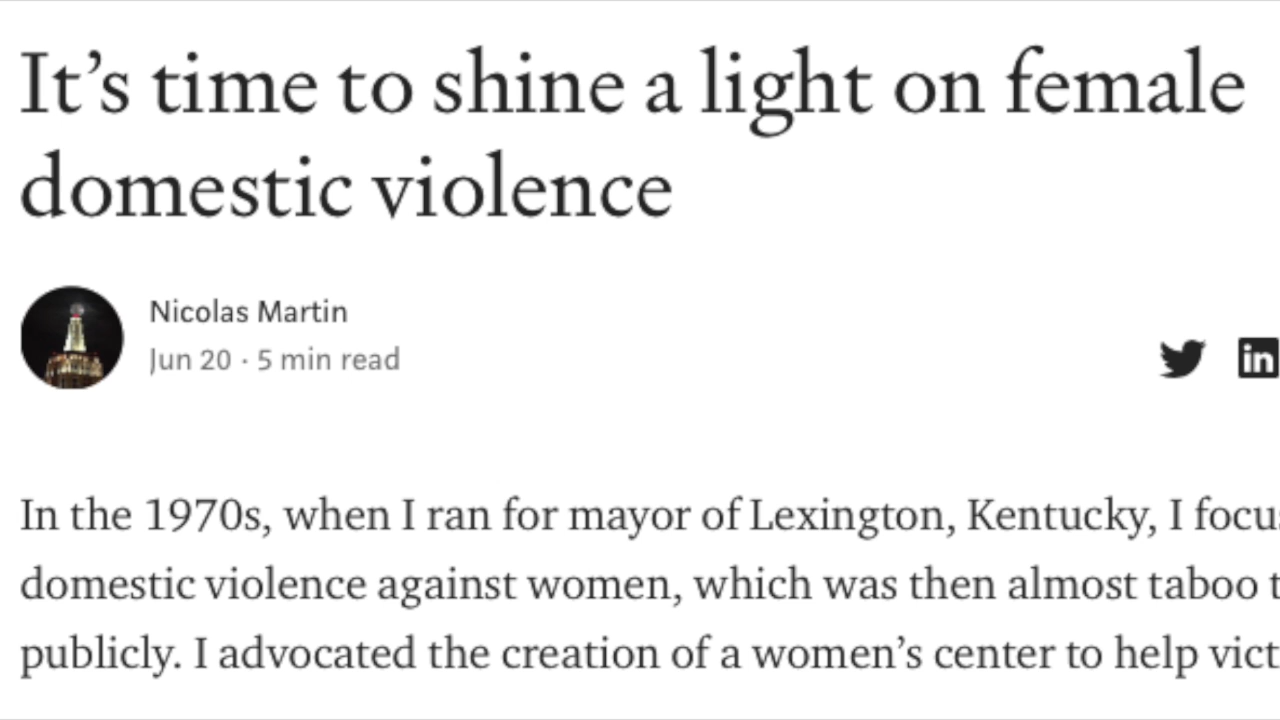 It’s time to shine a light on female
domestic violence
Nicolas Martin
Jun 20 · 5 min read
in
In the 1970s, when I ran for mayor of Lexington, Kentucky, I
domestic violence against women, which was then almost taboo
publicly. I advocated the creation of a women’s center to help